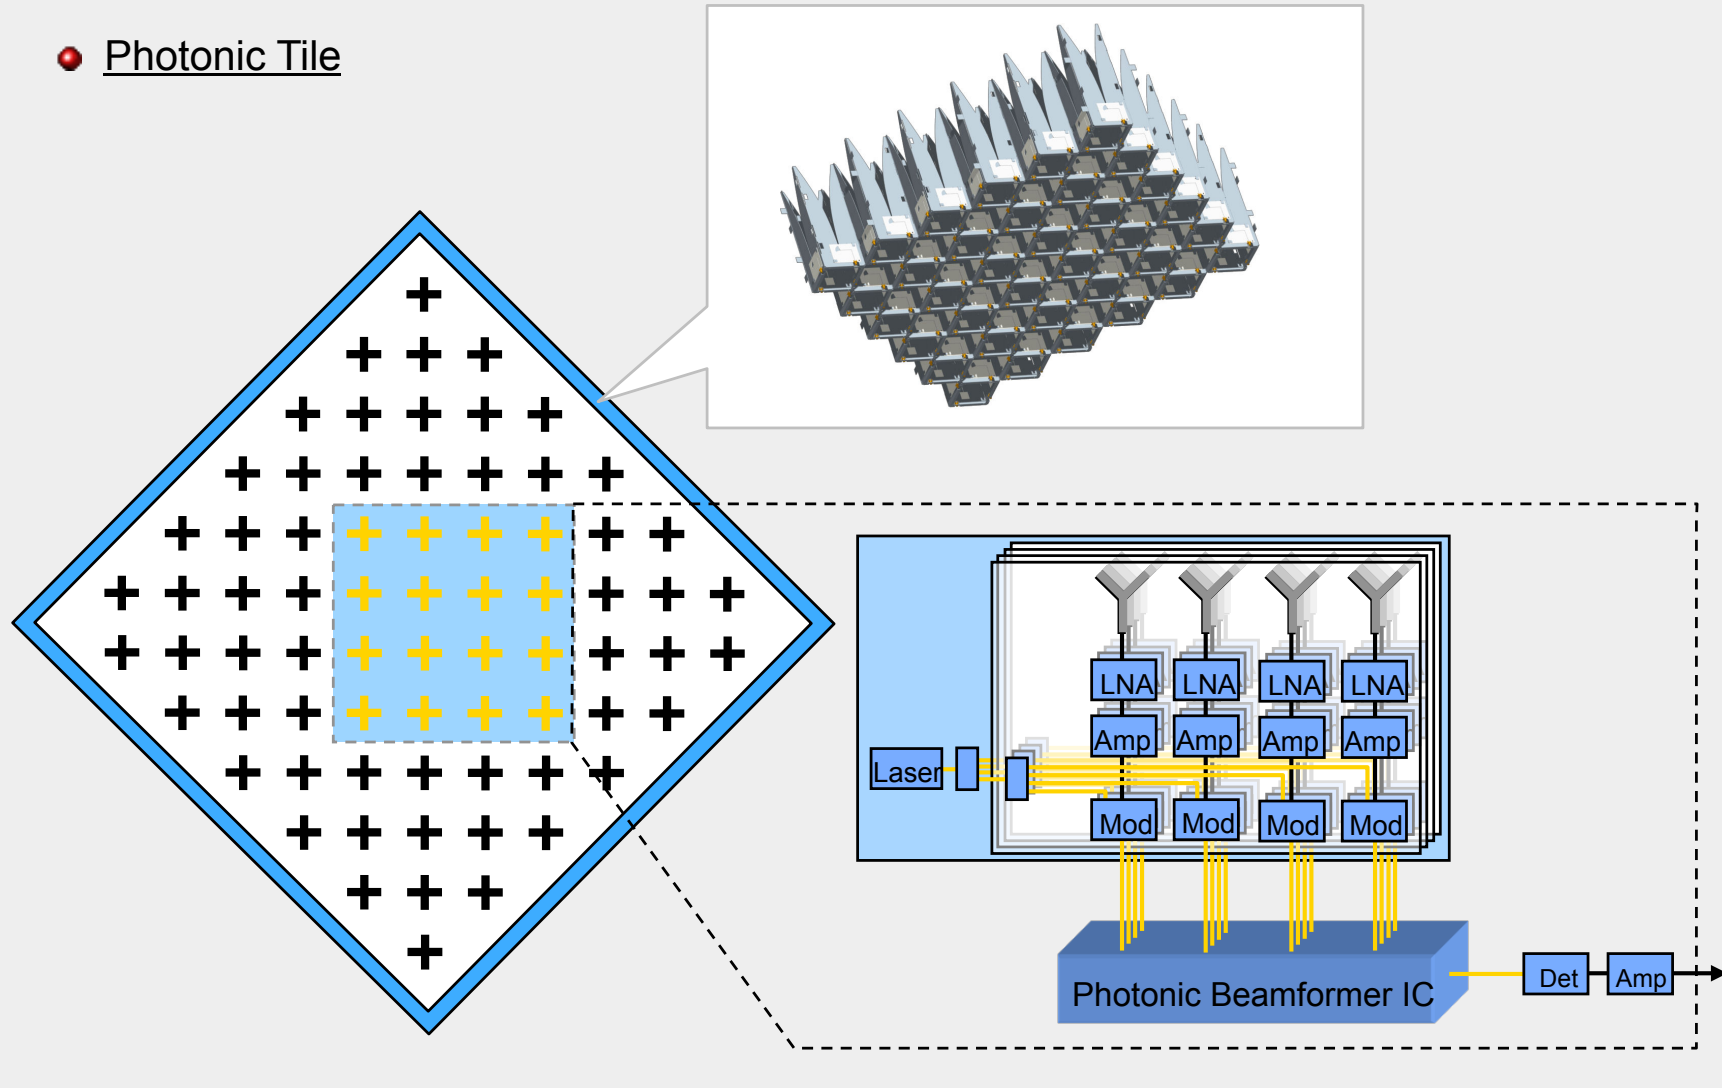 Photonic Tile
LNA LNA LNA LNA
Amp Amp Amp Amp
Laser
Mod Mod Mod Mod
Photonic Beamformer IC
Det Amp